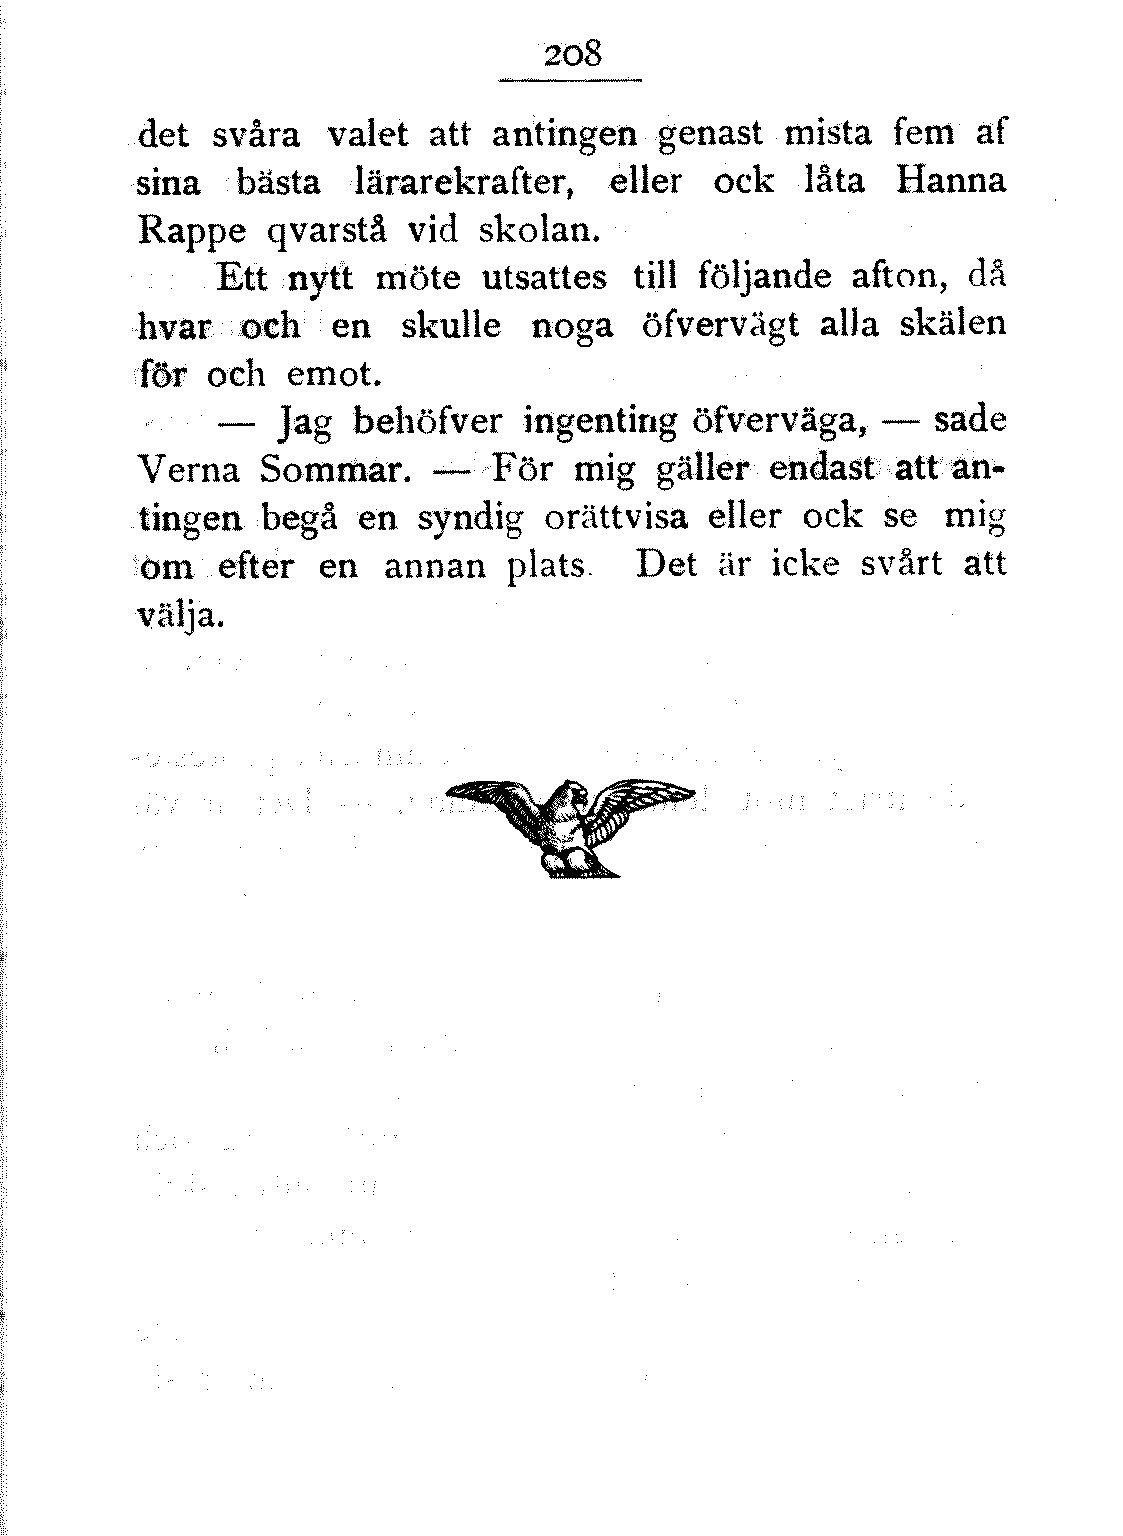 208
det svåra valet att antingen genast mista fem af
sina bästa lärarekrafter, eller ock låta Hanna
Rappe qvarstå vid skolan.
Ett nytt möte utsattes till följande afton, då
hvar och en skulle noga öfvervägt alla skälen
för och emot.
— Jag behöfver ingenting öfverväga, — sade
Verna Sommar. — För mig gäller endast att an-
tingen begå en syndig orättvisa eller ock se mig
om efter en annan plats. Det är icke svårt att
välja.